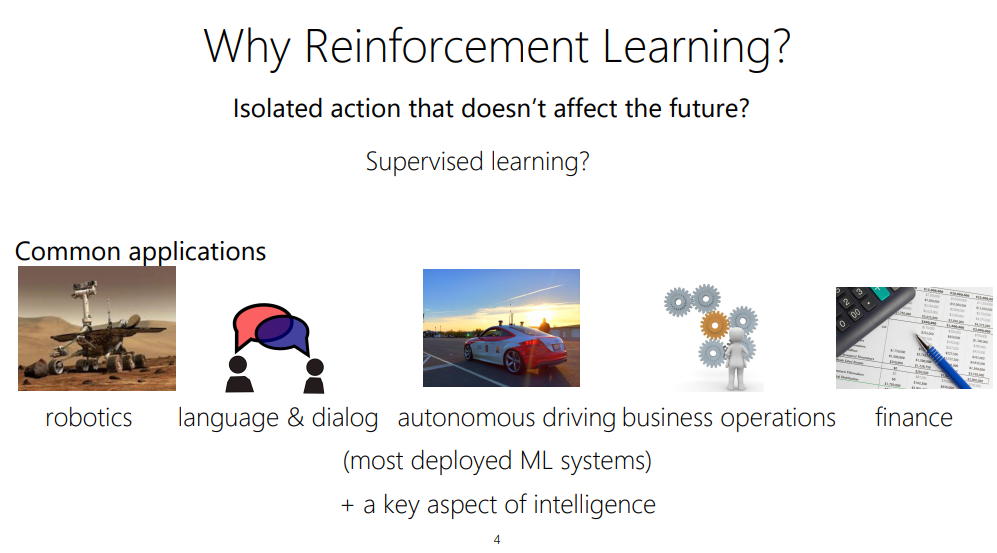 Why Reinforcement Learning?
Isolated action that doesn't affect the future?
Supervised learning?
Common applications
robotics
language & dialog
autonomous driving
business operations
finance
(most deployed ML systems)
+ a key aspect of intelligence
4